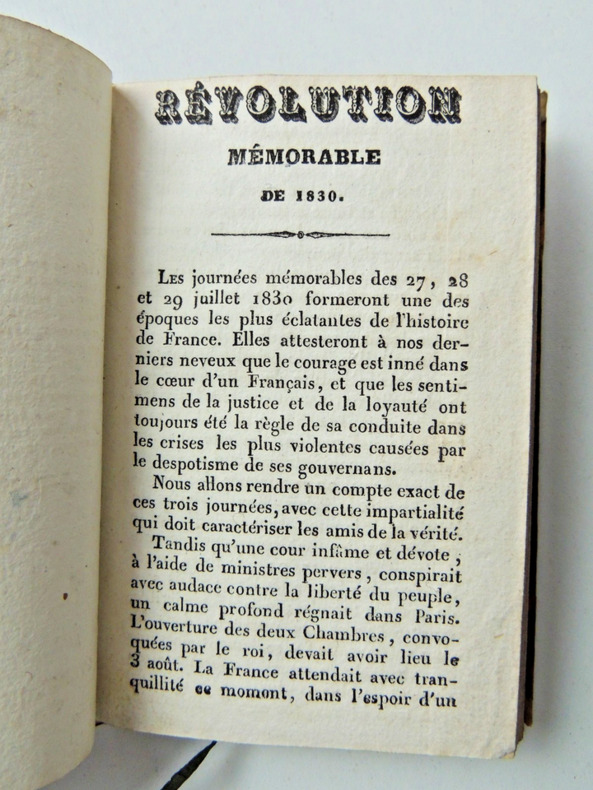 RÉVOLUTION
MÉMORABLE
DE 1830.
Les journées mémorables des 27, 28
et 29 juillet 1830 formeront une des
époques les plus éclatantes de l'histoire
de France. Elles attesteront à nos der-
niers neveux que le courage est inné dans
le cœur d'un Français, et que les senti-
mens de la justice et de la loyauté ont
toujours été la règle de sa conduite dans
les crises les plus violentes causées par
le despotisme de ses gouvernans.
Nous allons rendre un compte exact de
ces trois journées, avec cette impartialité
qui doit caractériser les amis de la vérité.
Tandis qu'une cour infâme et dévote,
à l'aide de ministres pervers, conspirait
avec audace contre la liberté du peuple,
un calme profond régnait dans Paris.
L'ouverture des deux Chambres, convo-
quées par le roi, devait avoir lieu le
3 août. La France attendait avec tran-
quillité ce momont, dans l'espoir d'un